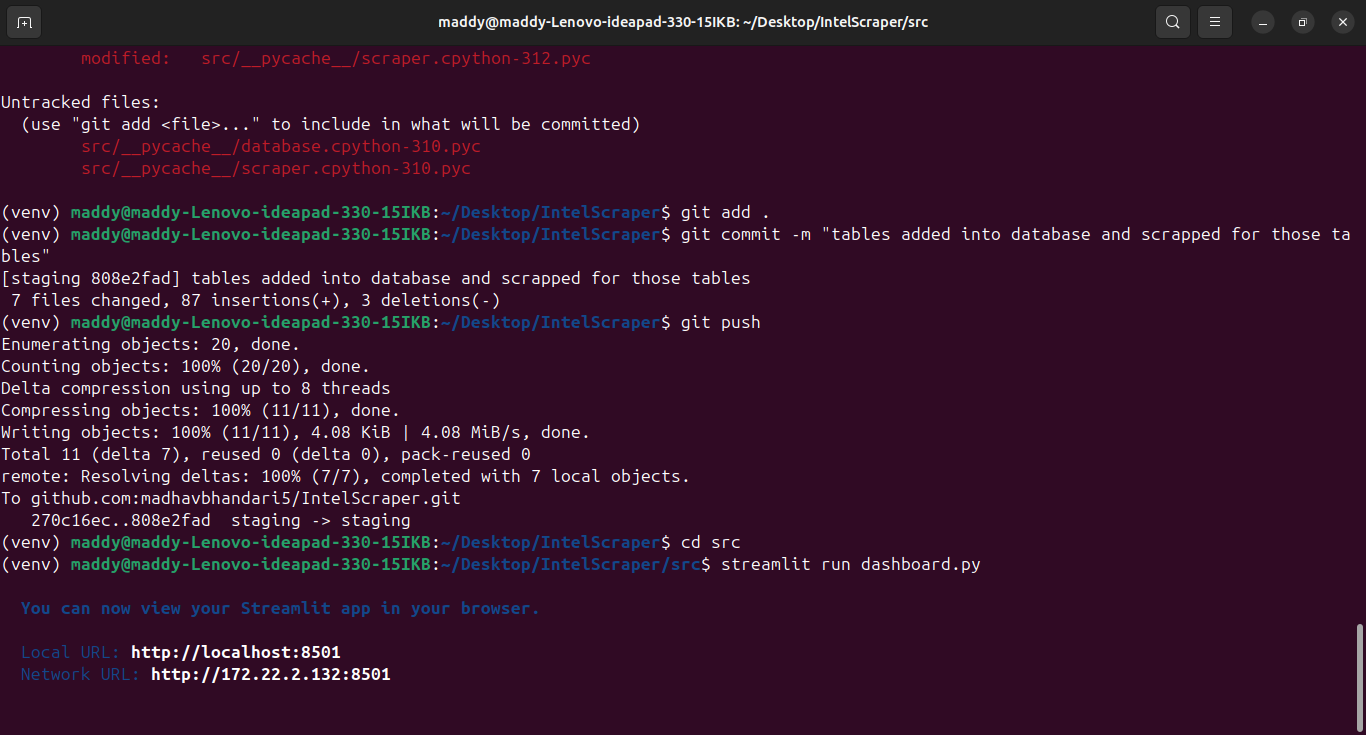 maddy@maddy-Lenovo-ideapad-330-15IKB: ~/Desktop/IntelScraper/src
modified:   src/__pycache__/scraper.cpython-312.pyc
Untracked files:
(use "git add <file>..." to include in what will be committed)
src/__pycache__/database.cpython-310.pyc
src/__pycache__/scraper.cpython-310.pyc
(venv) maddy@maddy-Lenovo-ideapad-330-15IKB:~/Desktop/IntelScraper$ git add .
(venv) maddy@maddy-Lenovo-ideapad-330-15IKB:~/Desktop/IntelScraper$ git commit -m "tables added into database and scrapped for those ta
bles"
[staging 808e2fad] tables added into database and scrapped for those tables
7 files changed, 87 insertions(+), 3 deletions(-)
(venv) maddy@maddy-Lenovo-ideapad-330-15IKB:~/Desktop/IntelScraper$ git push
Enumerating objects: 20, done.
Counting objects: 100% (20/20), done.
Delta compression using up to 8 threads
Compressing objects: 100% (11/11), done.
Writing objects: 100% (11/11), 4.08 KiB | 4.08 MiB/s, done.
Total 11 (delta 7), reused 0 (delta 0), pack-reused 0
remote: Resolving deltas: 100% (7/7), completed with 7 local objects.
To github.com:madhavbhandari5/IntelScraper.git
270c16ec..808e2fad  staging -> staging
(venv) maddy@maddy-Lenovo-ideapad-330-15IKB:~/Desktop/IntelScraper$ cd src
(venv) maddy@maddy-Lenovo-ideapad-330-15IKB:~/Desktop/IntelScraper/src$ streamlit run dashboard.py
You can now view your Streamlit app in your browser.
Local URL: http://localhost:8501
Network URL: http://172.22.2.132:8501